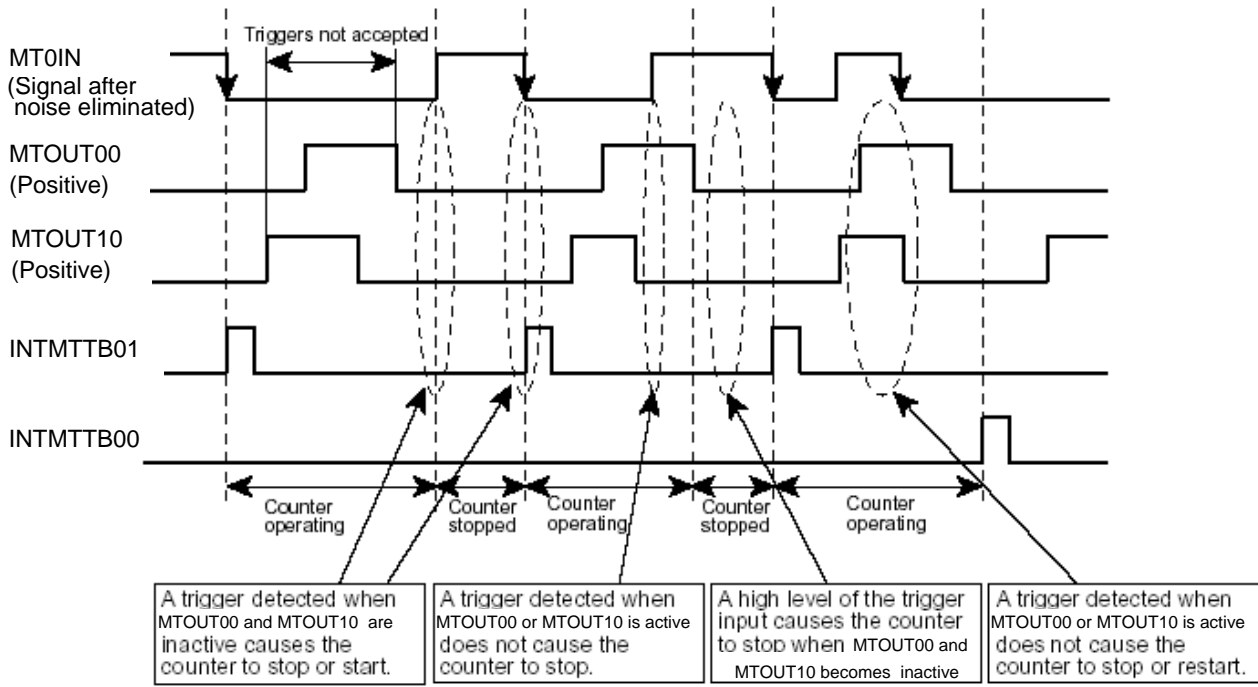 Triggers not accepted
MT0IN
(Signal after
noise eliminated)
MTOUT00
(Positive)
MTOUT10
(Positive)
INTMTTB01
INTMTTB00
Counter
operating
Counter
stopped
Counter
operating
Counter
stopped
Counter
operating
A trigger detected when
MTOUT00 and MTOUT10 are
inactive causes the
counter to stop or start.
A trigger detected when
MTOUT00 or MTOUT10 is active
does not cause the
counter to stop.
A high level of the trigger
input causes the counter
to stop when MTOUT00 and
MTOUT10 becomes inactive
A trigger detected when
MTOUT00 or MTOUT10 is active
does not cause the
counter to stop or restart.